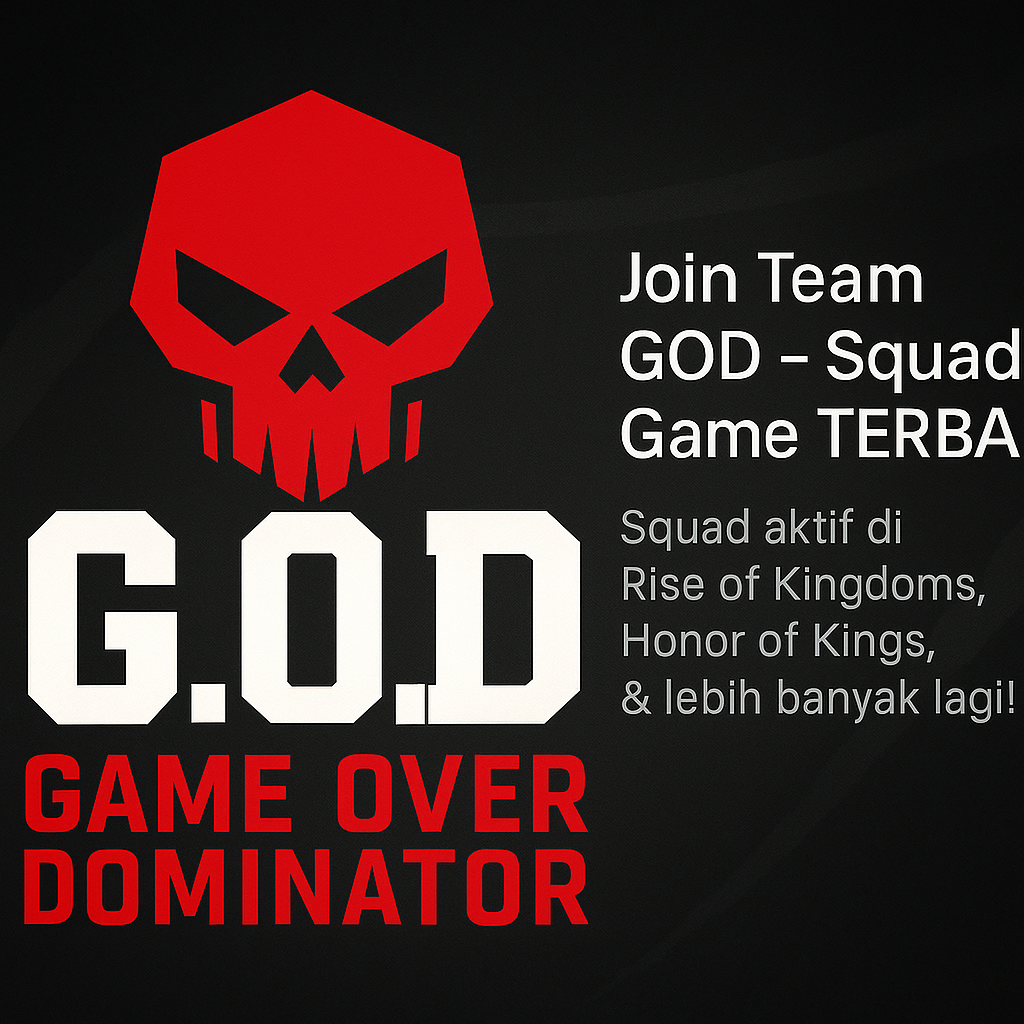 G.O.D
GAME OVER
DOMINATOR
Join Team
GOD – Squad
Game TERBA
Squad aktif di
Rise of Kingdoms,
Honor of Kings,
& lebih banyak lagi!